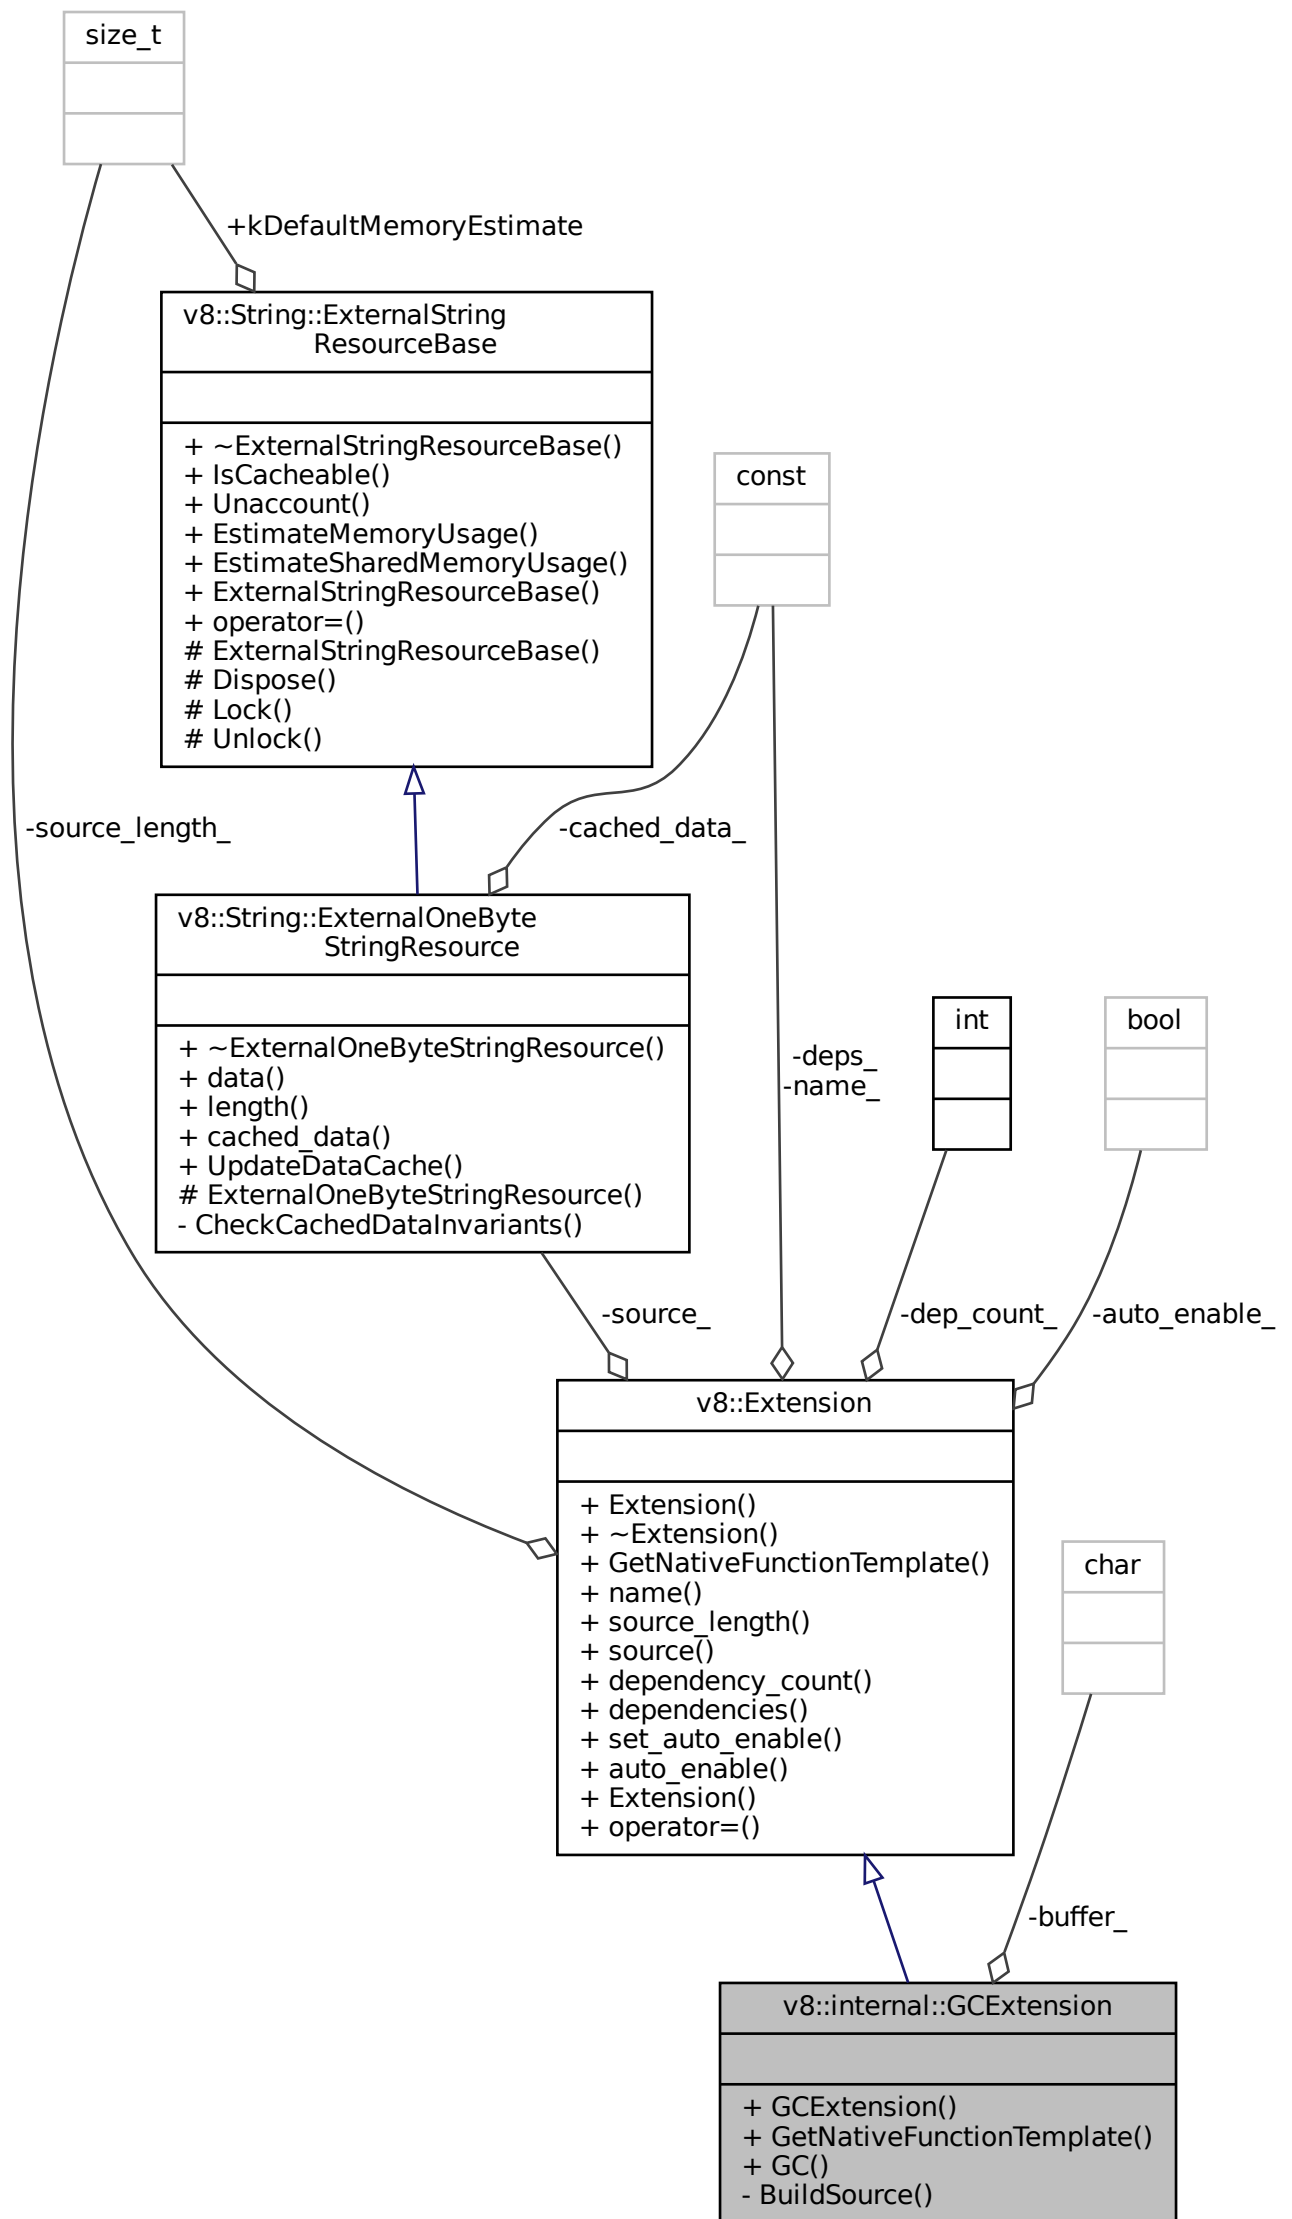 size_t
+kDefaultMemoryEstimate
v8::String::ExternalString
ResourceBase
+ ~ExternalStringResourceBase()
+ IsCacheable()
+ Unaccount()
+ EstimateMemoryUsage()
+ EstimateSharedMemoryUsage()
+ ExternalStringResourceBase()
+ operator=()
# ExternalStringResourceBase()
# Dispose()
# Lock()
# Unlock()
const
-source_length_
-cached_data_
v8::String::ExternalOneByte
StringResource
+ ~ExternalOneByteStringResource()
+ data()
+ length()
+ cached_data()
+ UpdateDataCache()
# ExternalOneByteStringResource()
- CheckCachedDataInvariants()
-deps_
-name_
int
bool
-source_
-dep_count_
-auto_enable_
v8::Extension
+ Extension()
+ ~Extension()
+ GetNativeFunctionTemplate()
+ name()
+ source_length()
+ source()
+ dependency_count()
+ dependencies()
+ set_auto_enable()
+ auto_enable()
+ Extension()
+ operator=()
char
-buffer_
v8::internal::GCExtension
+ GCExtension()
+ GetNativeFunctionTemplate()
+ GC()
- BuildSource()